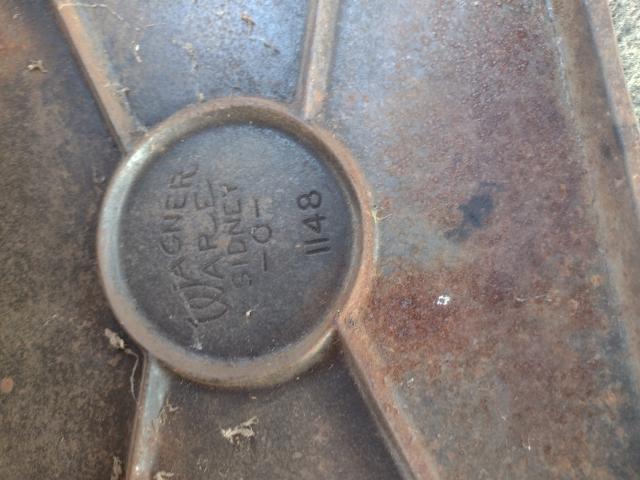 WAGNER
WARE
SIDNEY
-O-
1148